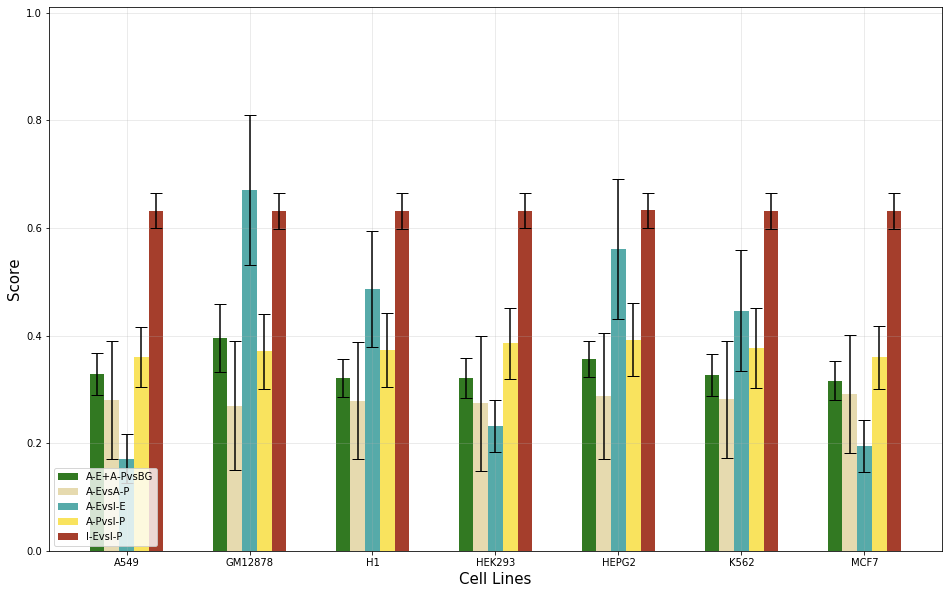 1.0
0.8
0.6
0.4
0.2
0.0
Score
A-E+A-PvsBG
A-EvsA-P
A-EvsI-E
A-PvsI-P
I-EvsI-P
A549 GM12878 H1 HEK293 HEPG2 K562 MCF7
Cell Lines